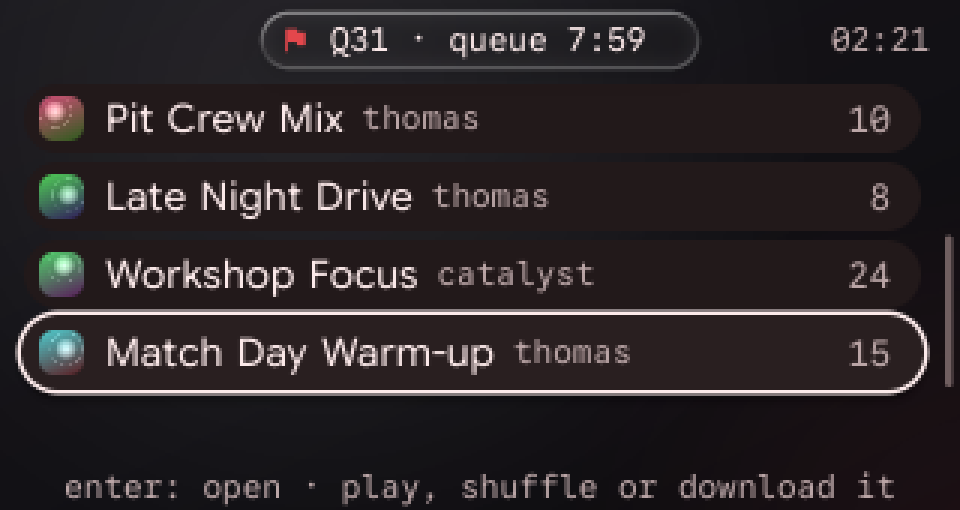 Q31 · queue 7:59
02:21
Pit Crew Mix thomas 10
Late Night Drive thomas 8
Workshop Focus catalyst 24
Match Day Warm-up thomas 15
enter: open · play, shuffle or download it